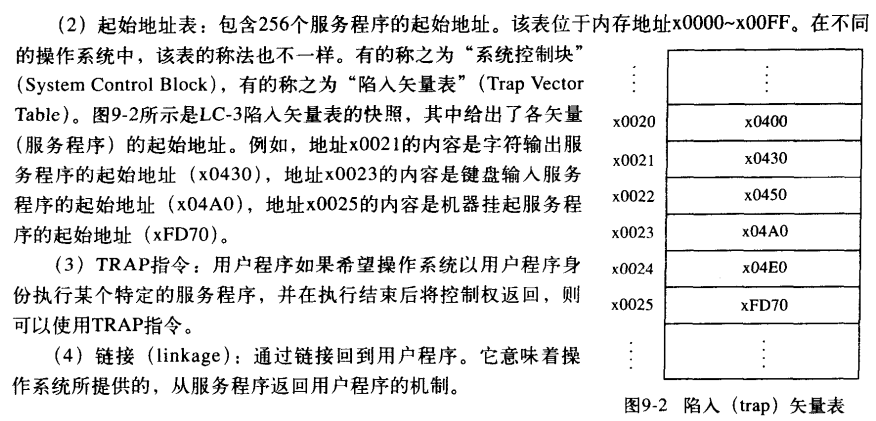 （2）起始地址表：包含256个服务程序的起始地址。该表位于内存地址x0000~x00FF。在不同
的操作系统中，该表的称法也不一样。有的称之为“系统控制块”
（System Control Block），有的称之为“陷入矢量表”（Trap Vector
Table）。图9-2所示是LC-3陷入矢量表的快照，其中给出了各矢量
（服务程序）的起始地址。例如，地址x0021的内容是字符输出服
务程序的起始地址（x0430），地址x0023的内容是键盘输入服务
程序的起始地址（x04A0），地址x0025的内容是机器挂起服务程
序的起始地址（xFD70）。
（3）TRAP指令：用户程序如果希望操作系统以用户程序身
份执行某个特定的服务程序，并在执行结束后将控制权返回，则
可以使用TRAP指令。
（4）链接（linkage）：通过链接回到用户程序。它意味着操
作系统所提供的，从服务程序返回用户程序的机制。
⋮ ⋮
x0020 x0400
x0021 x0430
x0022 x0450
x0023 x04A0
x0024 x04E0
x0025 xFD70
⋮ ⋮
图9-2 陷入（trap）矢量表